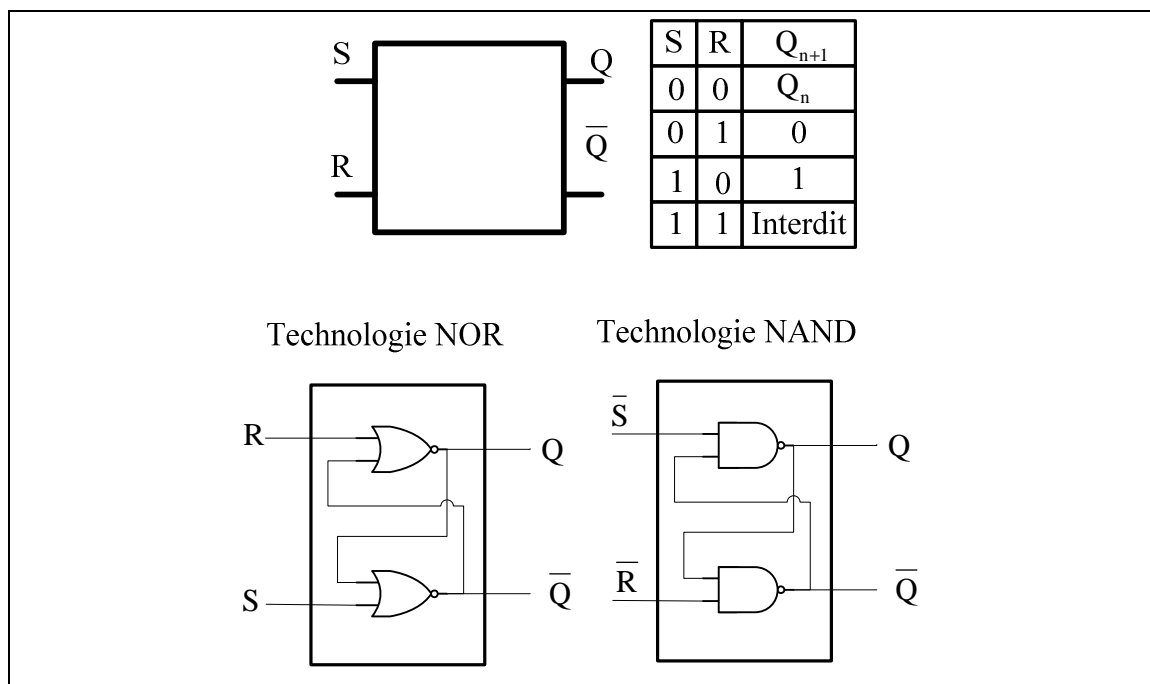 S
R
Q
Q̅
S R Qₙ₊₁
0 0 Qₙ
0 1 0
1 0 1
1 1 Interdit
Technologie NOR
R
S
Q
Q̅
Technologie NAND
S̅
R̅
Q
Q̅